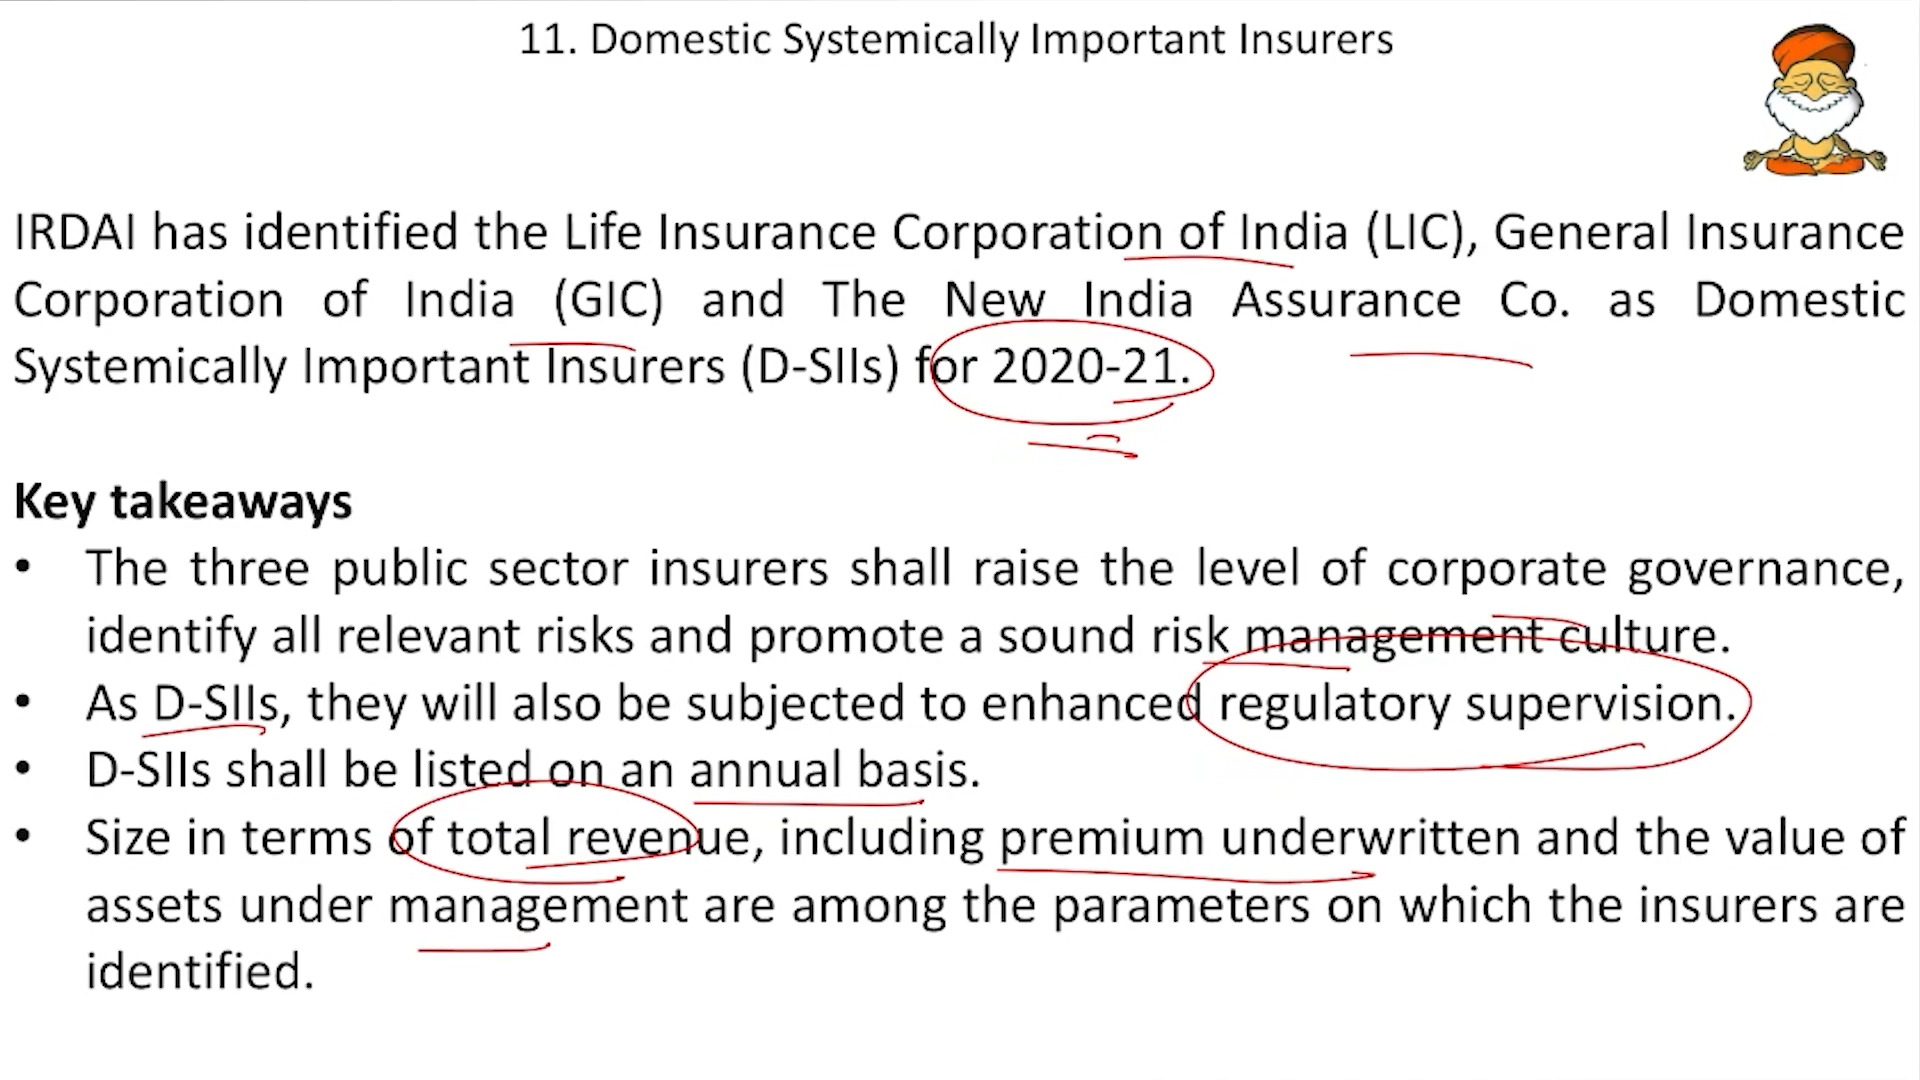 11. Domestic Systemically Important Insurers
IRDAI has identified the Life Insurance Corporation of India (LIC), General Insurance
Corporation of India (GIC) and The New India Assurance Co. as Domestic
Systemically Important Insurers (D-SIIs) for 2020-21.
Key takeaways
• The three public sector insurers shall raise the level of corporate governance,
identify all relevant risks and promote a sound risk management culture.
• As D-SIIs, they will also be subjected to enhanced regulatory supervision.
• D-SIIs shall be listed on an annual basis.
• Size in terms of total revenue, including premium underwritten and the value of
assets under management are among the parameters on which the insurers are
identified.